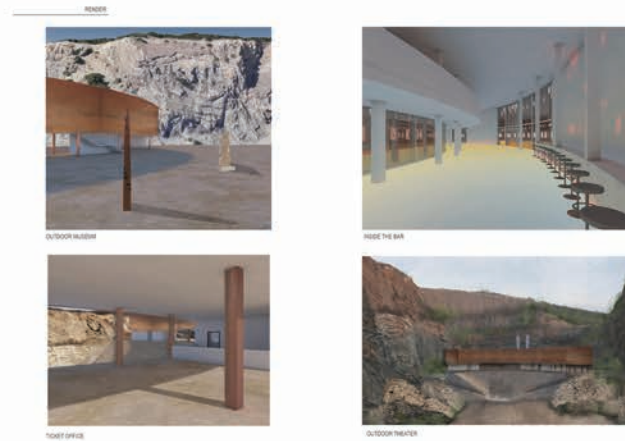 RENDER
OUTDOOR MUSEUM
INSIDE THE BAR
TICKET OFFICE
OUTDOOR THEATER